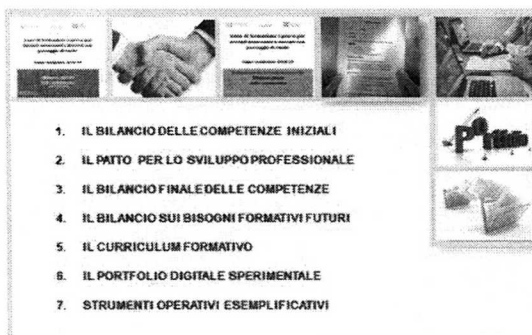 1. IL BILANCIO DELLE COMPETENZE INIZIALI
2. IL PATTO PER LO SVILUPPO PROFESSIONALE
3. IL BILANCIO FINALE DELLE COMPETENZE
4. IL BILANCIO SUI BISOGNI FORMATIVI FUTURI
5. IL CURRICULUM FORMATIVO
6. IL PORTFOLIO DIGITALE SPERIMENTALE
7. STRUMENTI OPERATIVI ESEMPLIFICATIVI